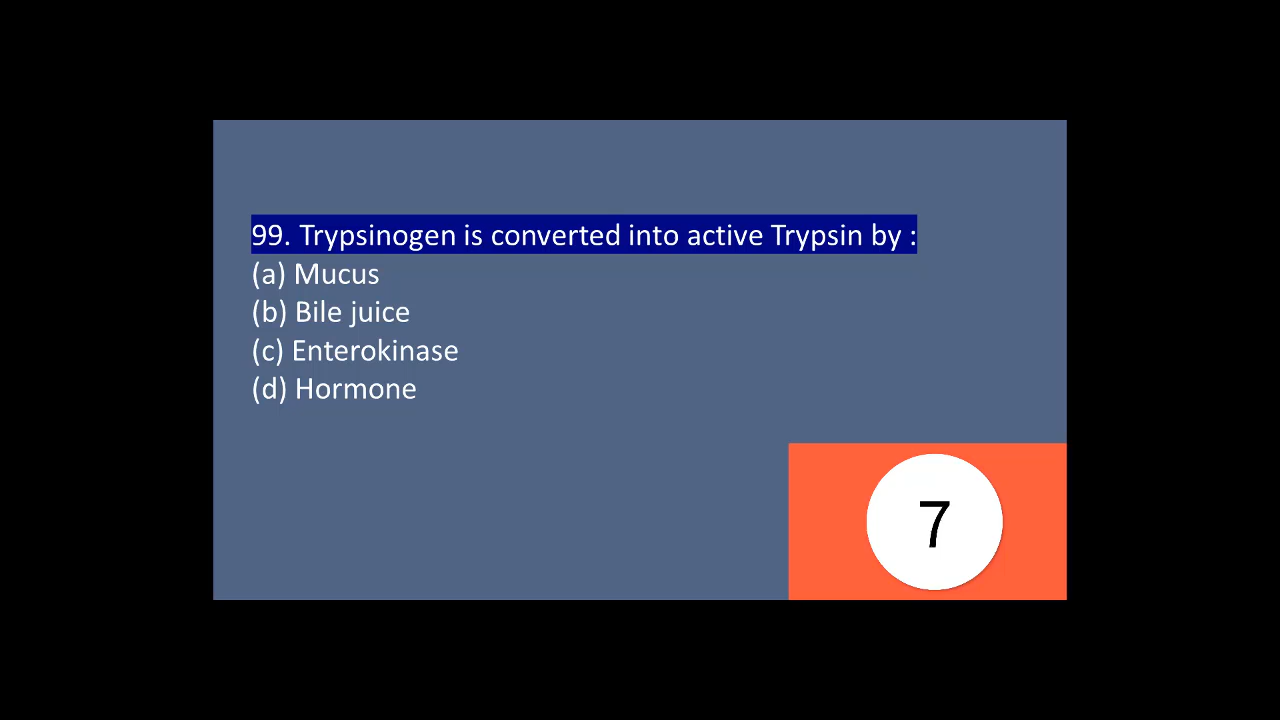 99. Trypsinogen is converted into active Trypsin by :
(a) Mucus
(b) Bile juice
(c) Enterokinase
(d) Hormone
7